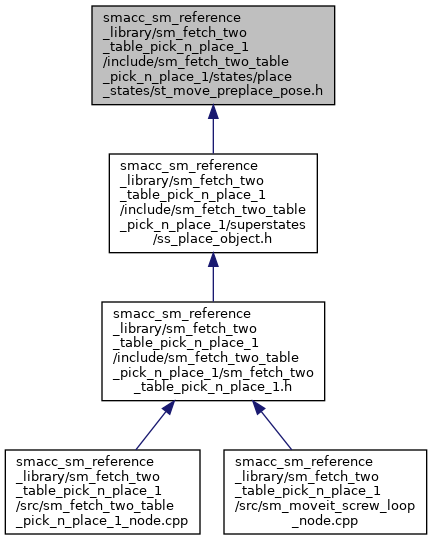 smacc_sm_reference
_library/sm_fetch_two
_table_pick_n_place_1
/include/sm_fetch_two_table
_pick_n_place_1/states/place
_states/st_move_preplace_pose.h
smacc_sm_reference
_library/sm_fetch_two
_table_pick_n_place_1
/include/sm_fetch_two_table
_pick_n_place_1/superstates
/ss_place_object.h
smacc_sm_reference
_library/sm_fetch_two
_table_pick_n_place_1
/include/sm_fetch_two_table
_pick_n_place_1/sm_fetch_two
_table_pick_n_place_1.h
smacc_sm_reference
_library/sm_fetch_two
_table_pick_n_place_1
/src/sm_fetch_two_table
_pick_n_place_1_node.cpp
smacc_sm_reference
_library/sm_fetch_two
_table_pick_n_place_1
/src/sm_moveit_screw_loop
_node.cpp